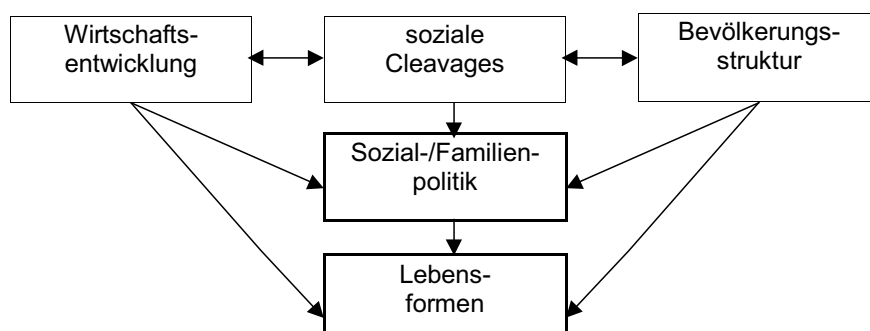 Wirtschafts-
entwicklung
soziale
Cleavages
Bevölkerungs-
struktur
Sozial-/Familien-
politik
Lebens-
formen